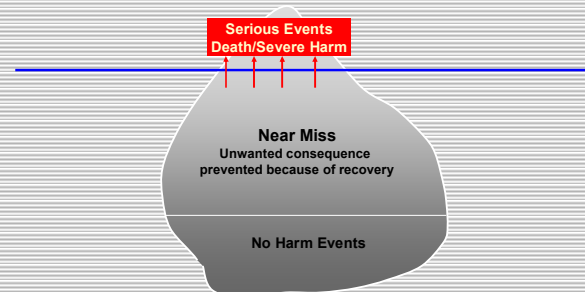 Serious Events
Death/Severe Harm
Near Miss
Unwanted consequence
prevented because of recovery
No Harm Events